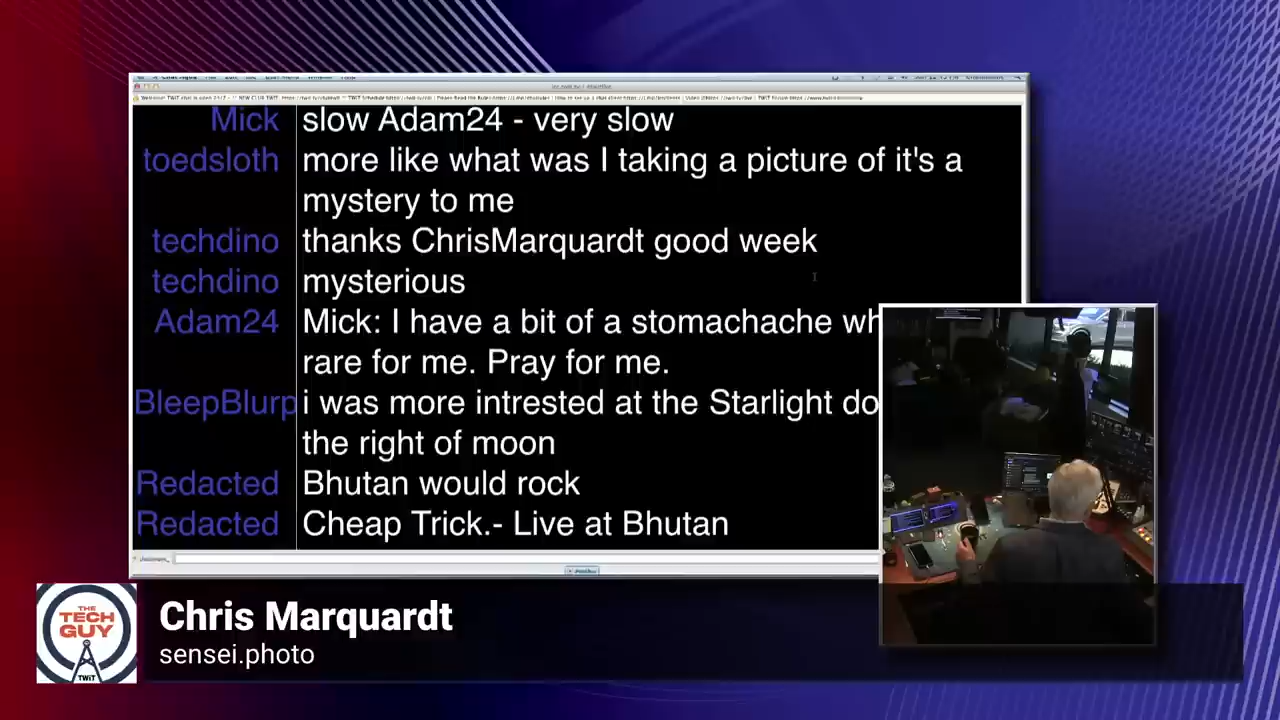 Mick slow Adam24 - very slow
toedsloth more like what was I taking a picture of it's a
mystery to me
techdino thanks ChrisMarquardt good week
techdino mysterious
Adam24 Mick: I have a bit of a stomachache wh
rare for me. Pray for me.
BleepBlurp i was more intrested at the Starlight do
the right of moon
Redacted Bhutan would rock
Redacted Cheap Trick.- Live at Bhutan
THE
TECH
GUY
TWiT
Chris Marquardt
sensei.photo